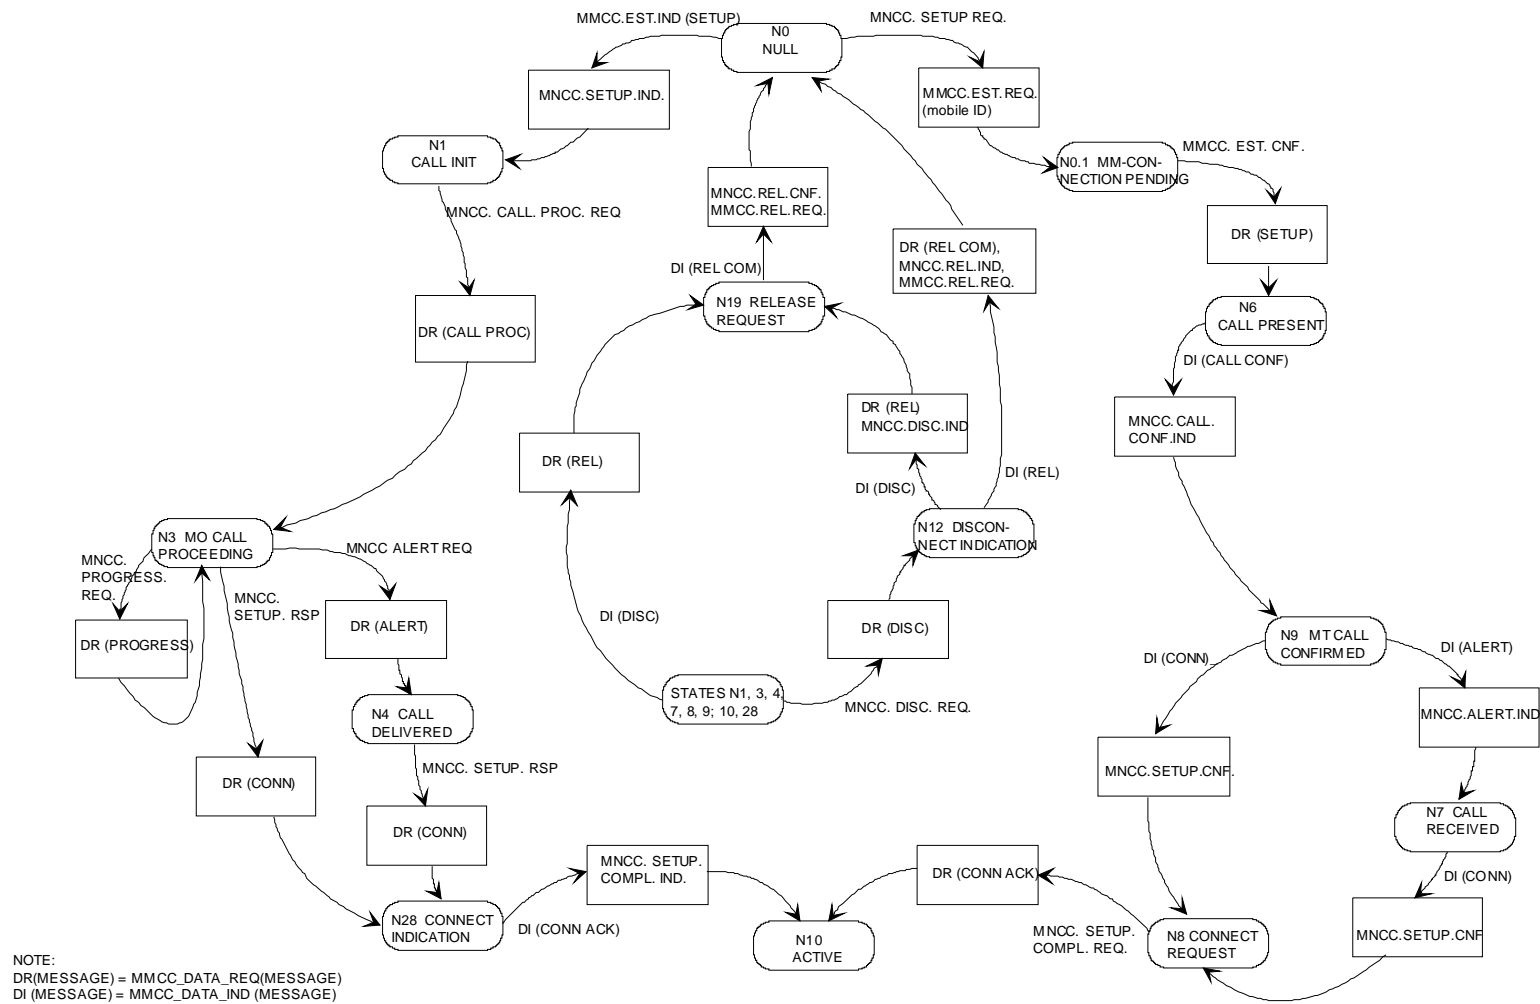 MMCC.EST.IND (SETUP)
N0
NULL
MNCC. SETUP REQ.
MNCC.SETUP.IND.
MMCC.EST.REQ.
(mobile ID)
N1
CALL INIT
N0.1 MM-CON-
NECTION PENDING
MMCC. EST. CNF.
MNCC. CALL. PROC. REQ
MNCC.REL.CNF.
MMCC.REL.REQ.
DR (REL COM),
MNCC.REL.IND,
MMCC.REL.REQ.
DR (SETUP)
DI (REL COM)
N19 RELEASE
REQUEST
N6
CALL PRESENT
DR (CALL PROC)
DI (CALL CONF)
DR (REL)
MNCC.DISC.IND
MNCC. CALL.
CONF.IND
DR (REL)
DI (DISC)
DI (REL)
N3 MO CALL
PROCEEDING
MNCC ALERT REQ
N12 DISCON-
NECT INDICATION
MNCC.
PROGRESS.
REQ.
MNCC.
SETUP. RSP
DI (DISC)
DR (PROGRESS)
DR (ALERT)
DR (DISC)
N9 MT CALL
CONFIRMED
DI (CONN)
DI (ALERT)
STATES N1, 3, 4,
7, 8, 9; 10, 28
MNCC. DISC. REQ.
N4 CALL
DELIVERED
MNCC.ALERT.IND
MNCC. SETUP. RSP
DR (CONN)
MNCC.SETUP.CNF.
N7 CALL
RECEIVED
DR (CONN)
MNCC. SETUP.
COMPL. IND.
DR (CONN ACK)
DI (CONN)
N28 CONNECT
INDICATION
DI (CONN ACK)
N10
ACTIVE
MNCC. SETUP.
COMPL. REQ.
N8 CONNECT
REQUEST
MNCC.SETUP.CNF
NOTE:
DR(MESSAGE) = MMCC_DATA_REQ(MESSAGE)
DI (MESSAGE) = MMCC_DATA_IND (MESSAGE)